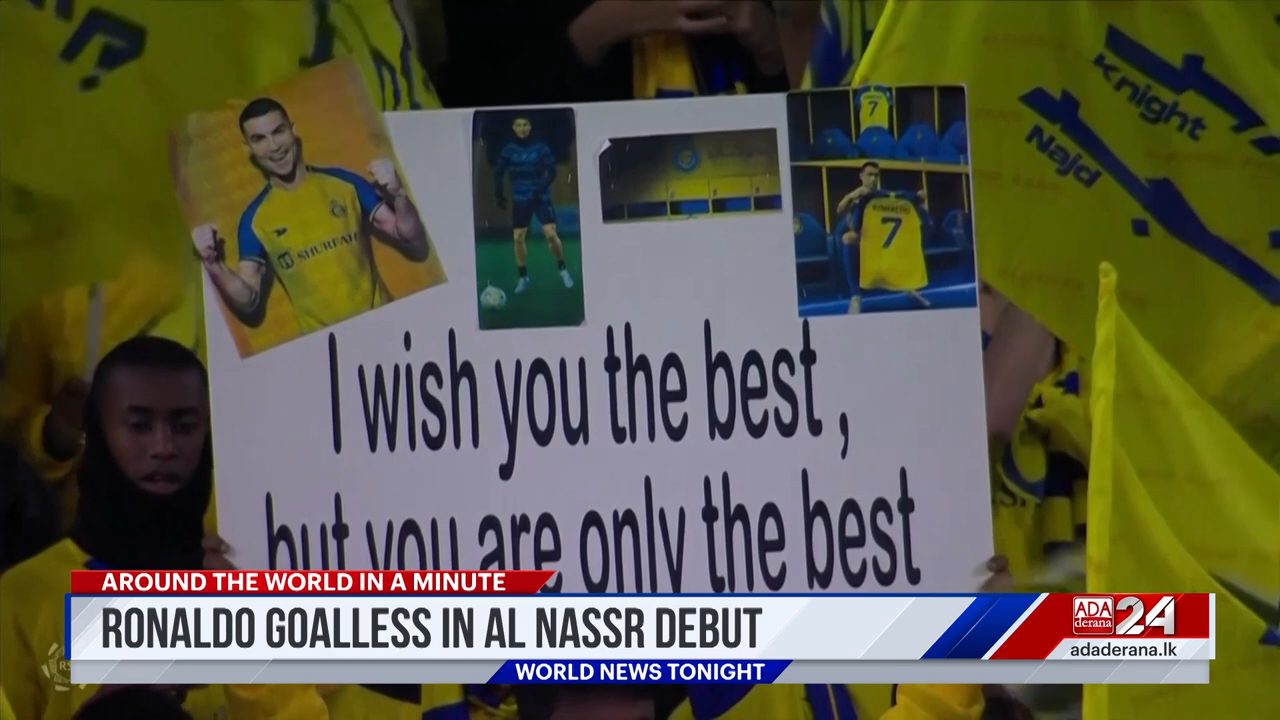 Knight
Najd
7
SHURFAH
RONALDO
7
I wish you the best ,
but you are only the best
AROUND THE WORLD IN A MINUTE
RONALDO GOALLESS IN AL NASSR DEBUT
ADA
derana
24
adaderana.lk
WORLD NEWS TONIGHT